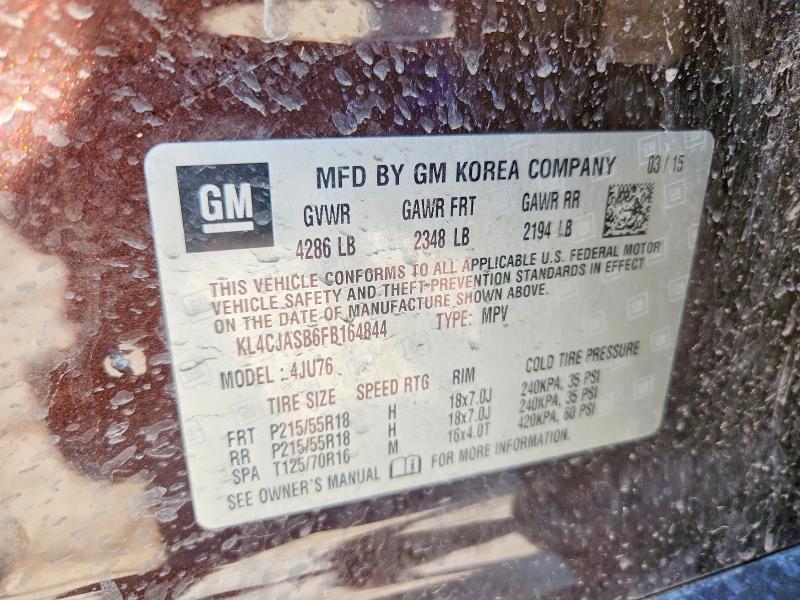 GM
MFD BY GM KOREA COMPANY 03 / 15
GVWR GAWR FRT GAWR RR
4286 LB 2348 LB 2194 LB
THIS VEHICLE CONFORMS TO ALL APPLICABLE U.S. FEDERAL MOTOR
VEHICLE SAFETY AND THEFT PREVENTION STANDARDS IN EFFECT
ON THE DATE OF MANUFACTURE SHOWN ABOVE.
KL4CJASB6FB164844 TYPE: MPV
MODEL : 4JU76
TIRE SIZE SPEED RTG RIM COLD TIRE PRESSURE
FRT P215/55R18 H 18x7.0J 240KPA, 35 PSI
RR P215/55R18 H 18x7.0J 240KPA, 35 PSI
SPA T125/70R16 M 16x4.0T 420KPA, 60 PSI
SEE OWNER'S MANUAL FOR MORE INFORMATION.